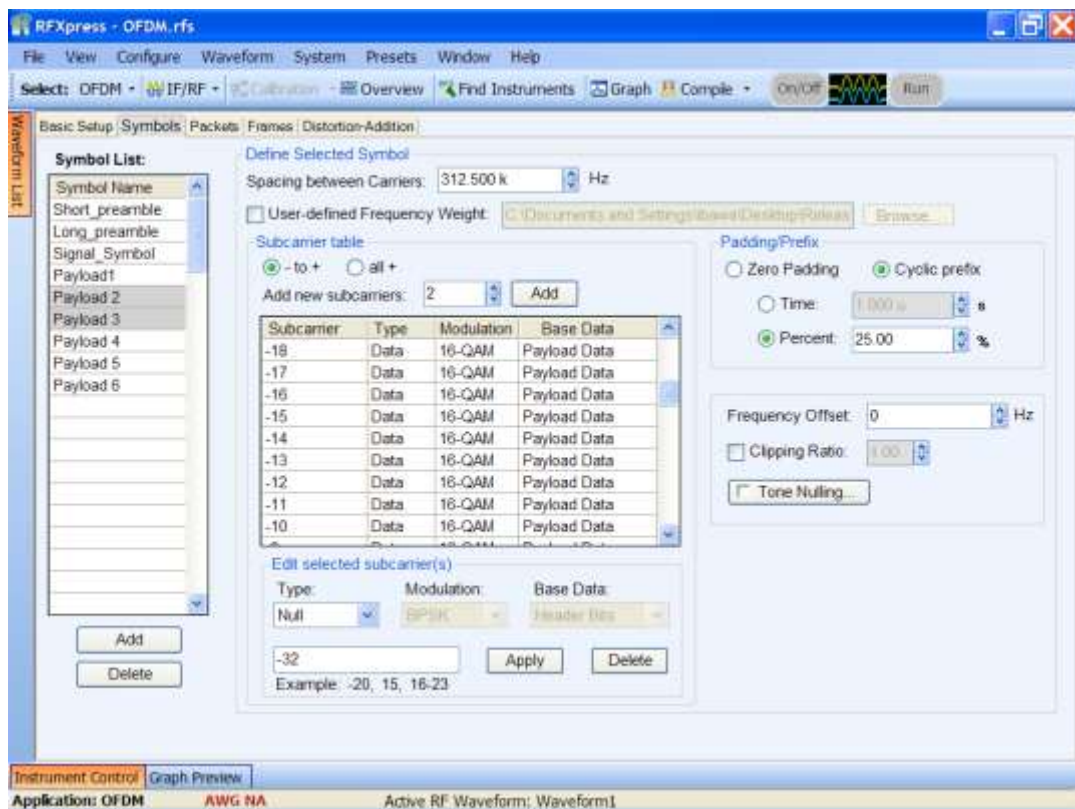 RFXpress - OFDM.rfs
File View Configure Waveform System Presets Window Help
Select: OFDM IF/RF Calibration Overview Find Instruments Graph Compile On/Off Run
Waveform List
Basic Setup Symbols Packets Frames Distortion-Addition
Symbol List:
Symbol Name
Short_preamble
Long_preamble
Signal_Symbol
Payload1
Payload 2
Payload 3
Payload 4
Payload 5
Payload 6
Add
Delete
Define Selected Symbol
Spacing between Carriers: 312.500 k Hz
User-defined Frequency Weight: Browse...
Subcarrier table
- to + all +
Add new subcarriers: 2 Add
Subcarrier Type Modulation Base Data
-18 Data 16-QAM Payload Data
-17 Data 16-QAM Payload Data
-16 Data 16-QAM Payload Data
-15 Data 16-QAM Payload Data
-14 Data 16-QAM Payload Data
-13 Data 16-QAM Payload Data
-12 Data 16-QAM Payload Data
-11 Data 16-QAM Payload Data
-10 Data 16-QAM Payload Data
Edit selected subcarrier(s)
Type: Modulation: Base Data:
Null BPSK Header Bits
-32 Apply Delete
Example: -20, 15, 16-23
Padding/Prefix
Zero Padding Cyclic prefix
Time: s
Percent: 25.00 %
Frequency Offset: 0 Hz
Clipping Ratio: 1.00
Tone Nulling...
Instrument Control Graph Preview
Application: OFDM AWG NA Active RF Waveform: Waveform1